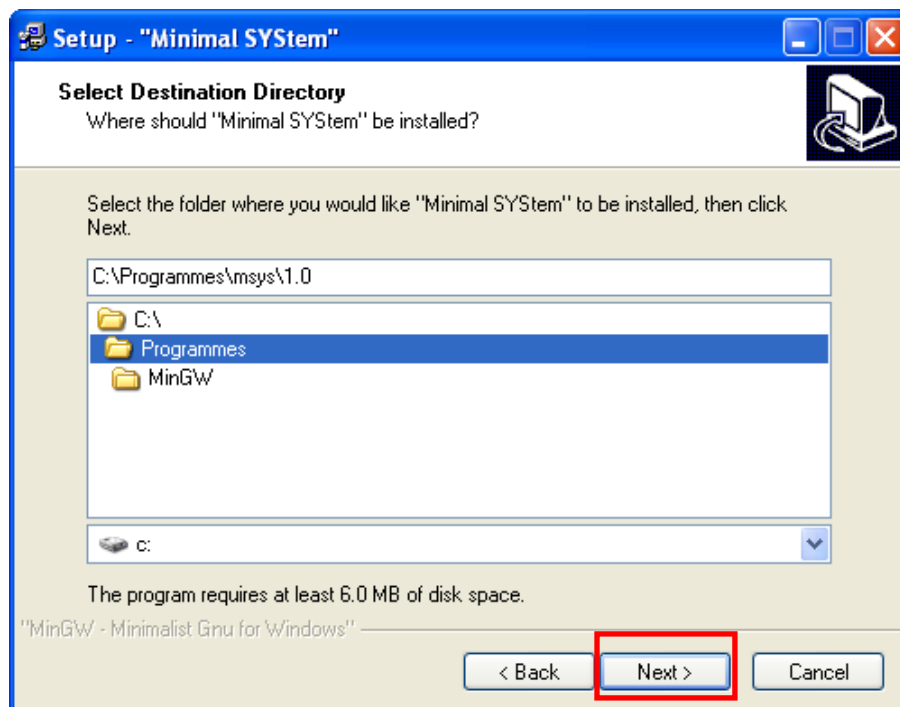 Setup - "Minimal SYStem"
Select Destination Directory
Where should "Minimal SYStem" be installed?
Select the folder where you would like "Minimal SYStem" to be installed, then click
Next.
C:\Programmes\msys\1.0
C:\
Programmes
MinGW
c:
The program requires at least 6.0 MB of disk space.
"MinGW - Minimalist Gnu for Windows"
< Back Next > Cancel